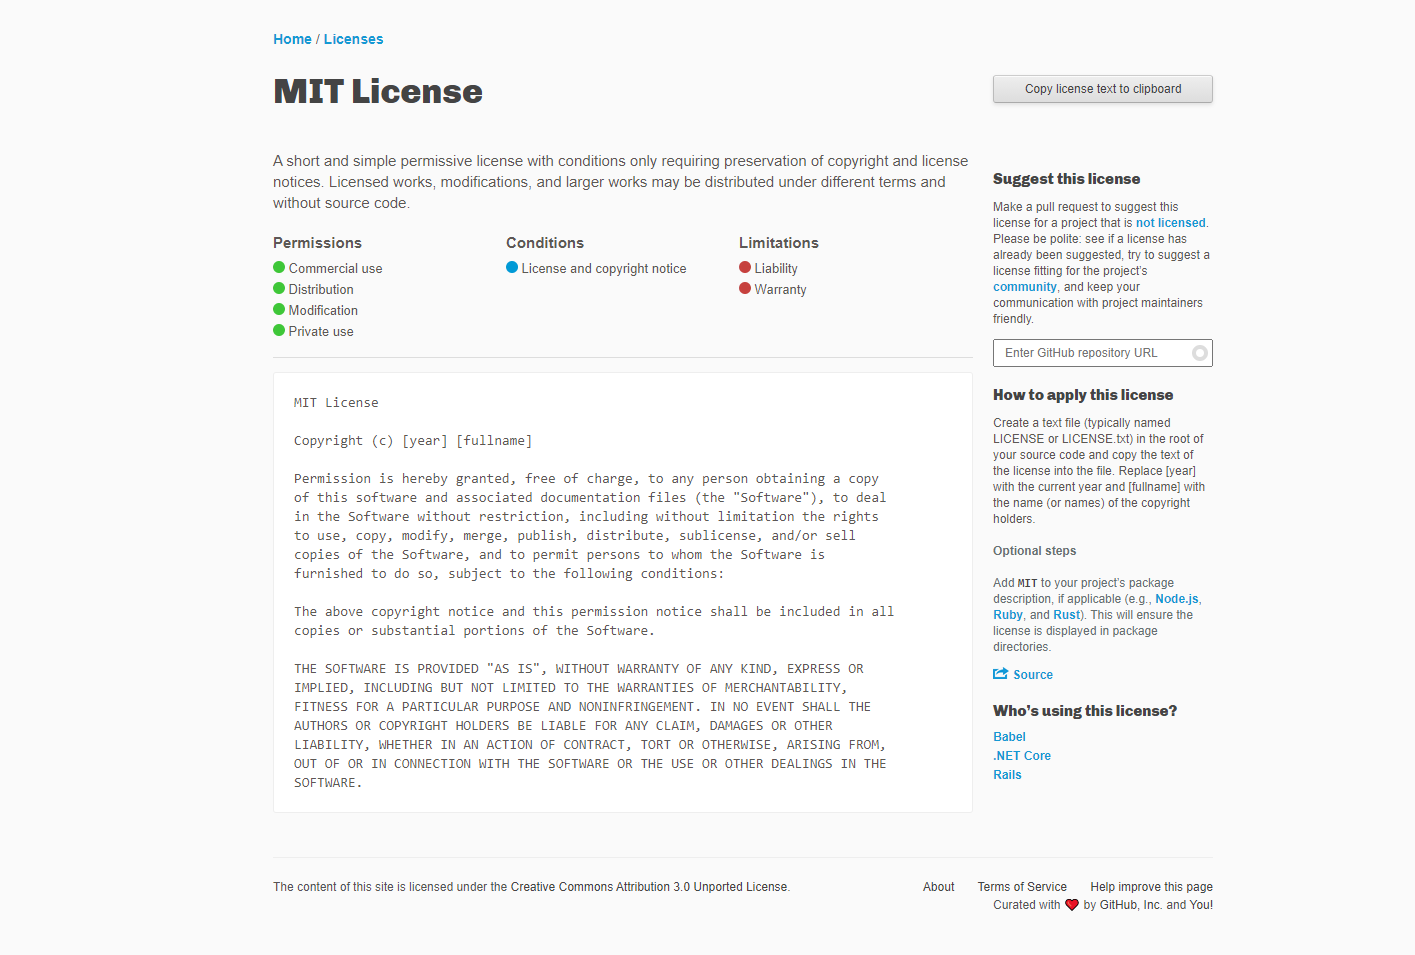 Home / Licenses
MIT License
Copy license text to clipboard
A short and simple permissive license with conditions only requiring preservation of copyright and license
notices. Licensed works, modifications, and larger works may be distributed under different terms and
without source code.
Permissions
Commercial use
Distribution
Modification
Private use
Conditions
License and copyright notice
Limitations
Liability
Warranty
MIT License
Copyright (c) [year] [fullname]
Permission is hereby granted, free of charge, to any person obtaining a copy
of this software and associated documentation files (the "Software"), to deal
in the Software without restriction, including without limitation the rights
to use, copy, modify, merge, publish, distribute, sublicense, and/or sell
copies of the Software, and to permit persons to whom the Software is
furnished to do so, subject to the following conditions:
The above copyright notice and this permission notice shall be included in all
copies or substantial portions of the Software.
THE SOFTWARE IS PROVIDED "AS IS", WITHOUT WARRANTY OF ANY KIND, EXPRESS OR
IMPLIED, INCLUDING BUT NOT LIMITED TO THE WARRANTIES OF MERCHANTABILITY,
FITNESS FOR A PARTICULAR PURPOSE AND NONINFRINGEMENT. IN NO EVENT SHALL THE
AUTHORS OR COPYRIGHT HOLDERS BE LIABLE FOR ANY CLAIM, DAMAGES OR OTHER
LIABILITY, WHETHER IN AN ACTION OF CONTRACT, TORT OR OTHERWISE, ARISING FROM,
OUT OF OR IN CONNECTION WITH THE SOFTWARE OR THE USE OR OTHER DEALINGS IN THE
SOFTWARE.
Suggest this license
Make a pull request to suggest this
license for a project that is not licensed.
Please be polite: see if a license has
already been suggested, try to suggest a
license fitting for the project’s
community, and keep your
communication with project maintainers
friendly.
Enter GitHub repository URL
How to apply this license
Create a text file (typically named
LICENSE or LICENSE.txt) in the root of
your source code and copy the text of
the license into the file. Replace [year]
with the current year and [fullname] with
the name (or names) of the copyright
holders.
Optional steps
Add MIT to your project’s package
description, if applicable (e.g., Node.js,
Ruby, and Rust). This will ensure the
license is displayed in package
directories.
Source
Who’s using this license?
Babel
.NET Core
Rails
The content of this site is licensed under the Creative Commons Attribution 3.0 Unported License.
About Terms of Service Help improve this page
Curated with ❤️ by GitHub, Inc. and You!